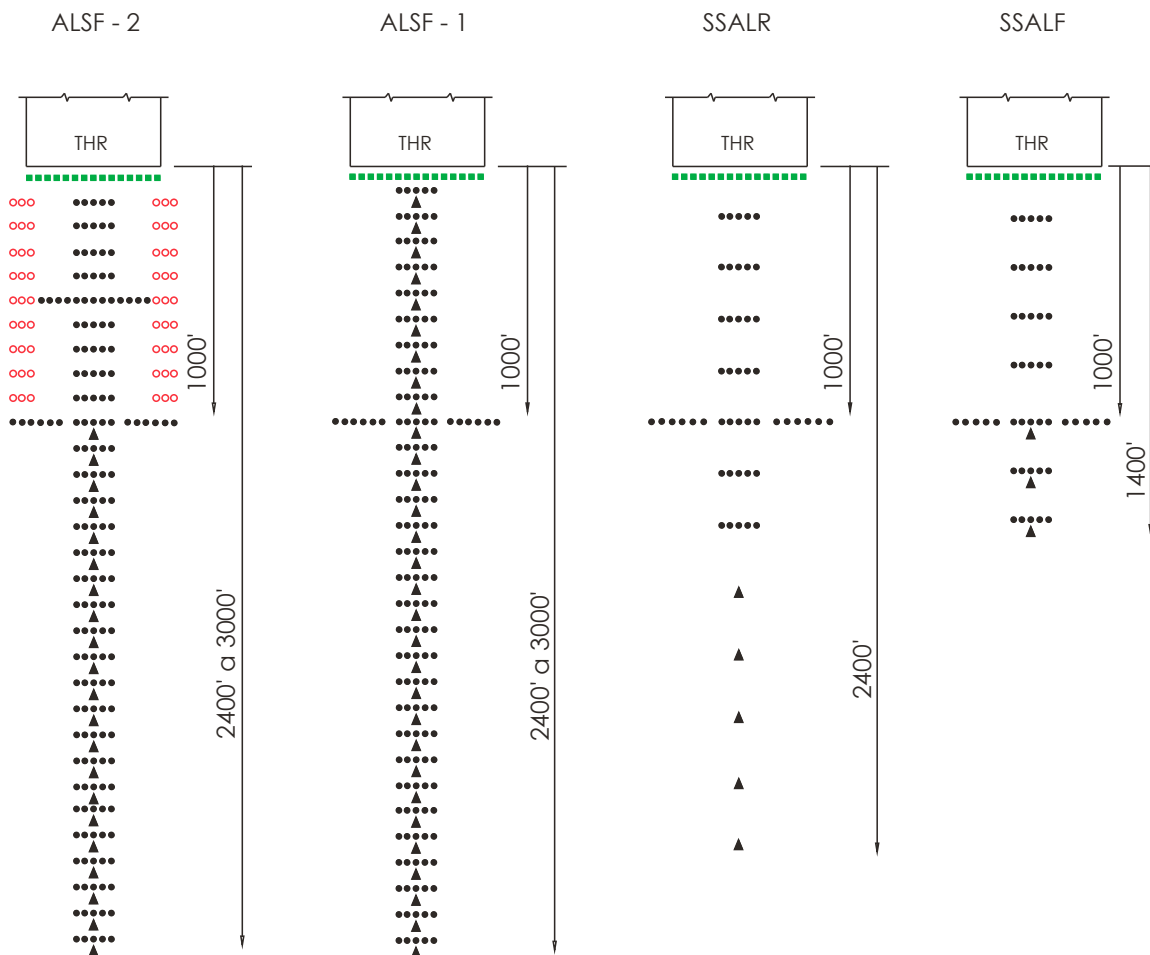 ALSF - 2
ALSF - 1
SSALR
SSALF
THR
THR
THR
THR
1000'
2400' a 3000'
1000'
2400' a 3000'
1000'
2400'
1000'
1400'